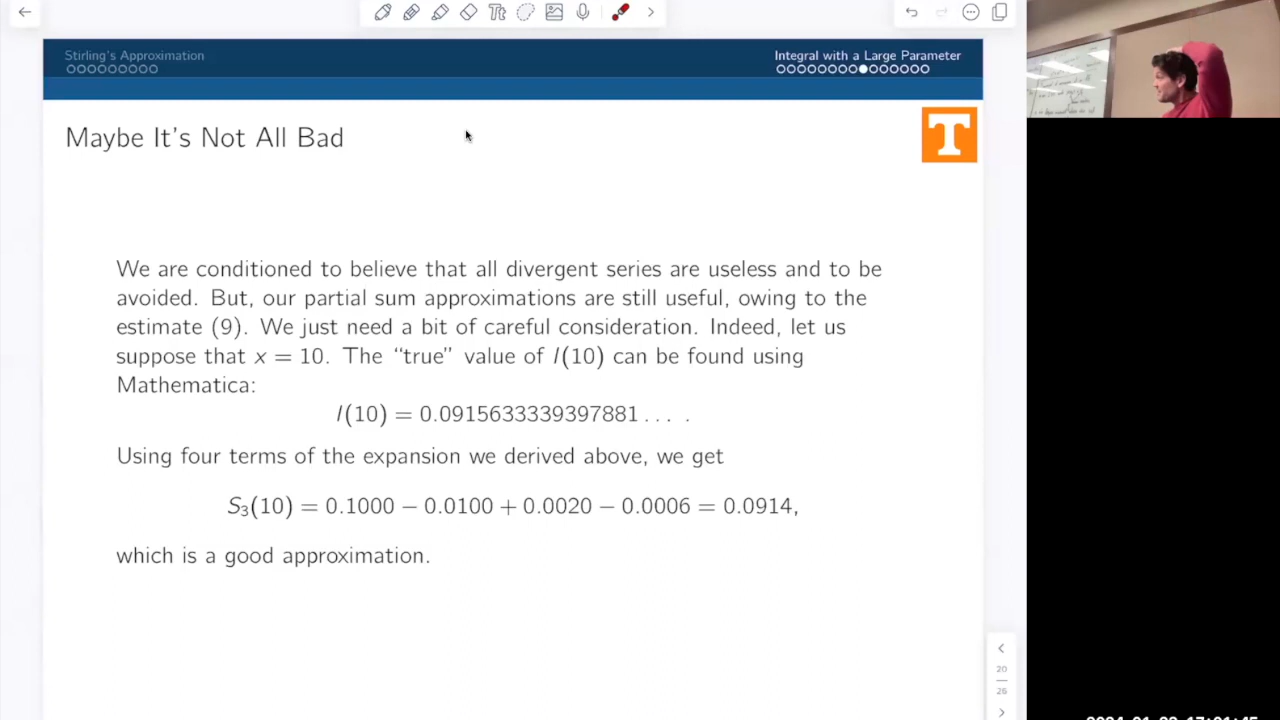 Stirling's Approximation
Integral with a Large Parameter
Maybe It's Not All Bad
T
We are conditioned to believe that all divergent series are useless and to be
avoided. But, our partial sum approximations are still useful, owing to the
estimate (9). We just need a bit of careful consideration. Indeed, let us
suppose that x = 10. The “true” value of I(10) can be found using
Mathematica:
I(10) = 0.0915633339397881 . . . .
Using four terms of the expansion we derived above, we get
S₃(10) = 0.1000 − 0.0100 + 0.0020 − 0.0006 = 0.0914,
which is a good approximation.
20
26